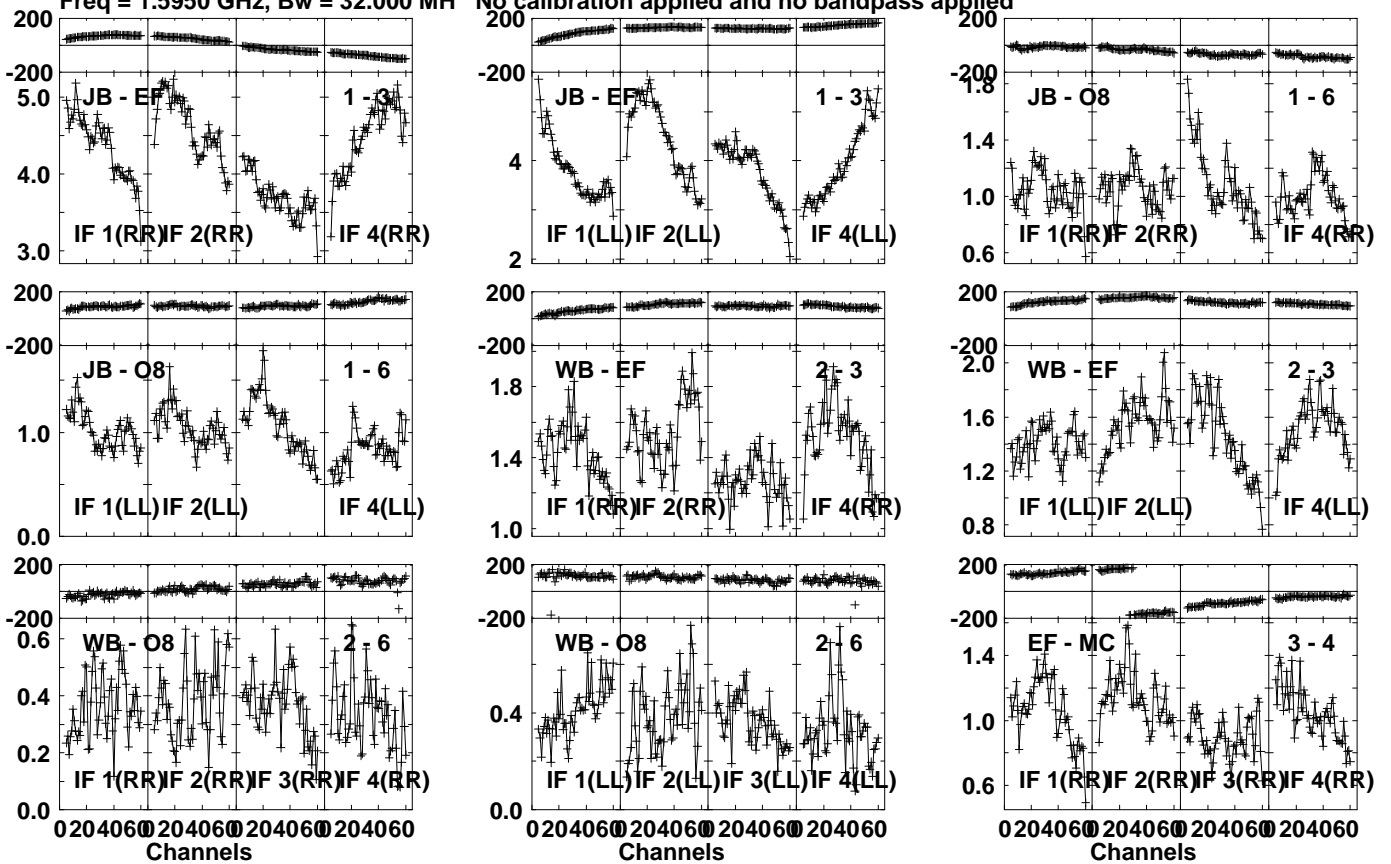 Freq = 1.5950 GHz, Bw = 32.000 MH No calibration applied and no bandpass applied
-200 -200 -200
5.0 JB - EF 1 - 3
4.0
3.0 IF 1(RR) IF 2(RR) IF 4(RR)
JB - EF 1 - 3
4
2 IF 1(LL) IF 2(LL) IF 4(LL)
1.8 JB - O8 1 - 6
1.4
1.0
0.6 IF 1(RR) IF 2(RR) IF 4(RR)
200 200 200
-200 -200 -200
JB - O8 1 - 6
1.0
0.0 IF 1(LL) IF 2(LL) IF 4(LL)
WB - EF 2 - 3
1.8
1.4
1.0 IF 1(RR) IF 2(RR) IF 4(RR)
2.0 WB - EF 2 - 3
1.6
1.2
0.8 IF 1(LL) IF 2(LL) IF 4(LL)
200 200 200
-200 -200 -200
0.6 WB - O8 2 - 6
0.4
0.2
0.0 IF 1(RR) IF 2(RR) IF 3(RR) IF 4(RR)
0 20 40 60 0 20 40 60 0 20 40 60 0 20 40 60
Channels
WB - O8 2 - 6
0.4
0.0 IF 1(LL) IF 2(LL) IF 3(LL) IF 4(LL)
0 20 40 60 0 20 40 60 0 20 40 60 0 20 40 60
Channels
EF - MC 3 - 4
1.4
1.0
0.6 IF 1(RR) IF 2(RR) IF 3(RR) IF 4(RR)
0 20 40 60 0 20 40 60 0 20 40 60 0 20 40 60
Channels